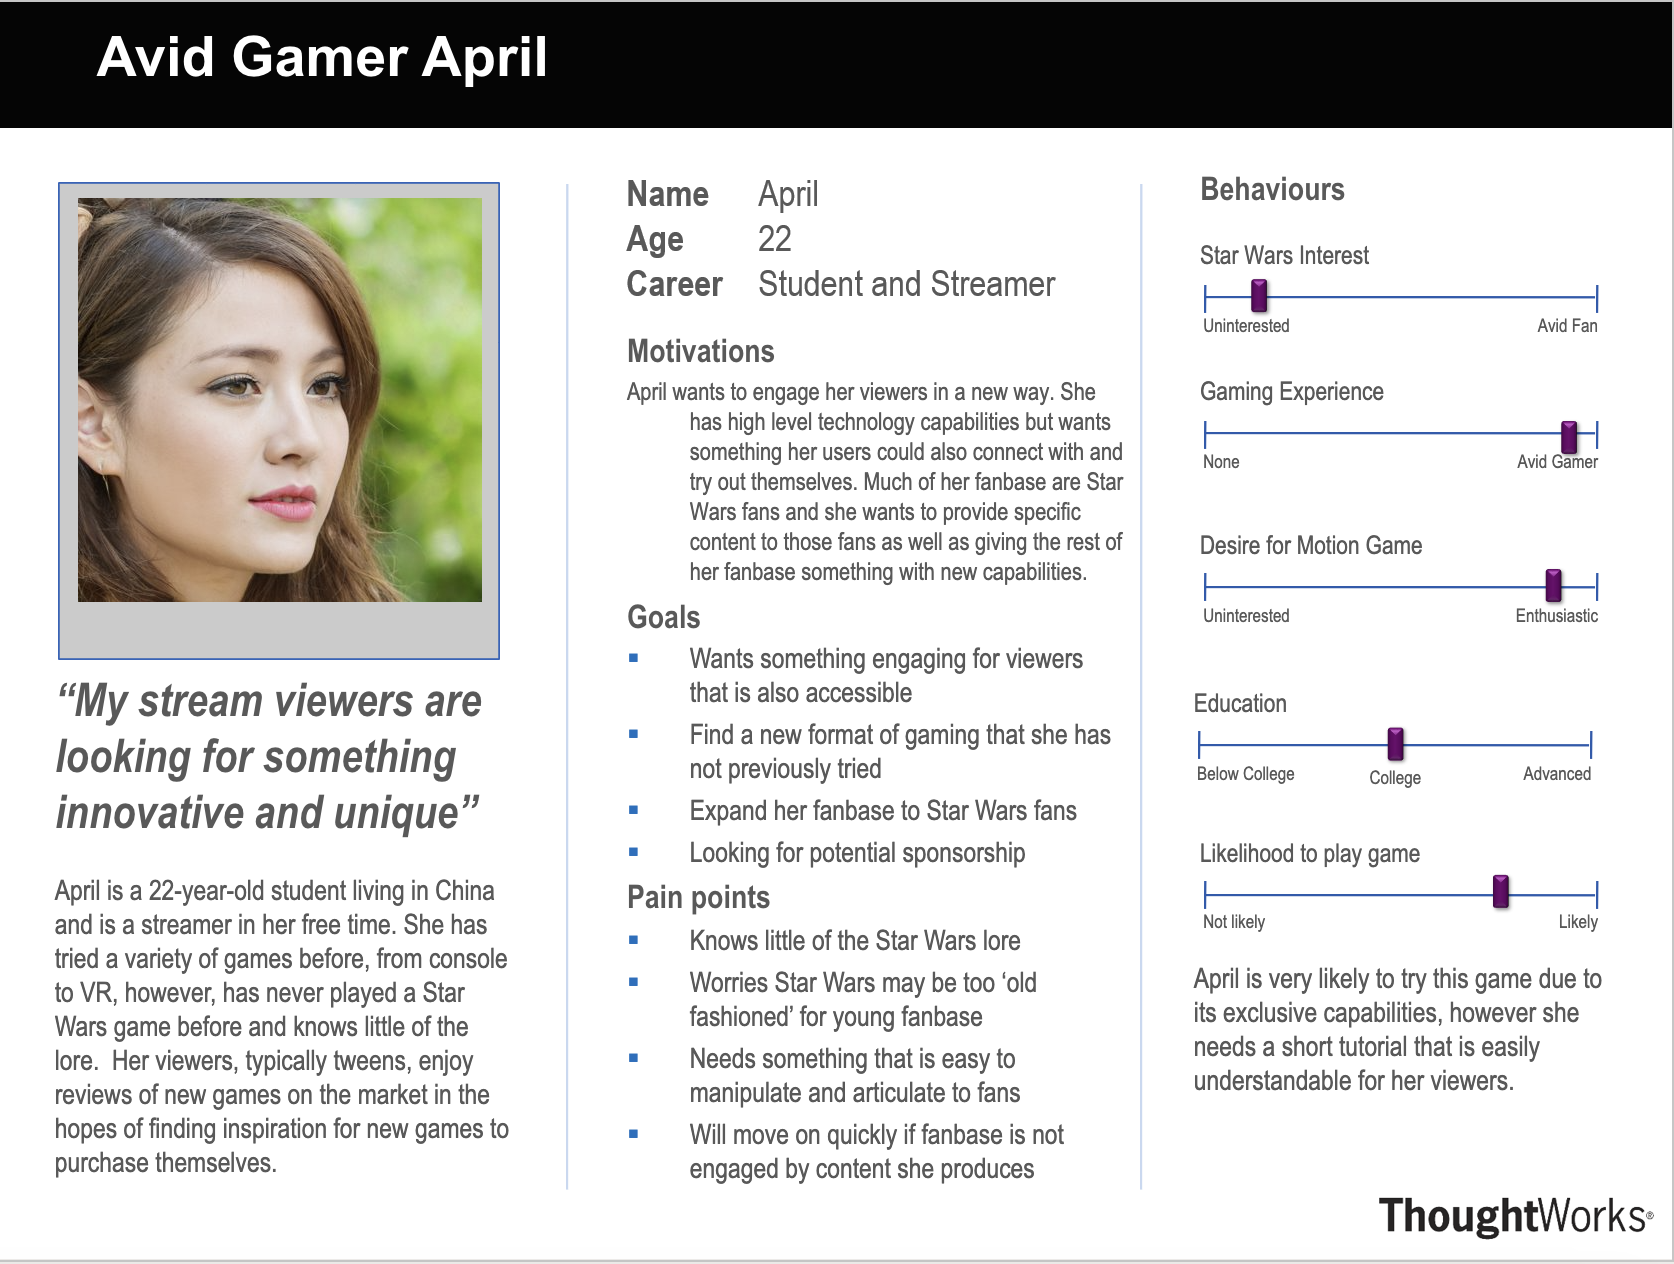 Avid Gamer April
“My stream viewers are
looking for something
innovative and unique”
April is a 22-year-old student living in China
and is a streamer in her free time. She has
tried a variety of games before, from console
to VR, however, has never played a Star
Wars game before and knows little of the
lore.  Her viewers, typically tweens, enjoy
reviews of new games on the market in the
hopes of finding inspiration for new games to
purchase themselves.
Name April
Age 22
Career Student and Streamer
Motivations
April wants to engage her viewers in a new way. She
has high level technology capabilities but wants
something her users could also connect with and
try out themselves. Much of her fanbase are Star
Wars fans and she wants to provide specific
content to those fans as well as giving the rest of
her fanbase something with new capabilities.
Goals
▪ Wants something engaging for viewers
that is also accessible
▪ Find a new format of gaming that she has
not previously tried
▪ Expand her fanbase to Star Wars fans
▪ Looking for potential sponsorship
Pain points
▪ Knows little of the Star Wars lore
▪ Worries Star Wars may be too ‘old
fashioned’ for young fanbase
▪ Needs something that is easy to
manipulate and articulate to fans
▪ Will move on quickly if fanbase is not
engaged by content she produces
Behaviours
Star Wars Interest
Uninterested Avid Fan
Gaming Experience
None Avid Gamer
Desire for Motion Game
Uninterested Enthusiastic
Education
Below College College Advanced
Likelihood to play game
Not likely Likely
April is very likely to try this game due to
its exclusive capabilities, however she
needs a short tutorial that is easily
understandable for her viewers.
ThoughtWorks®